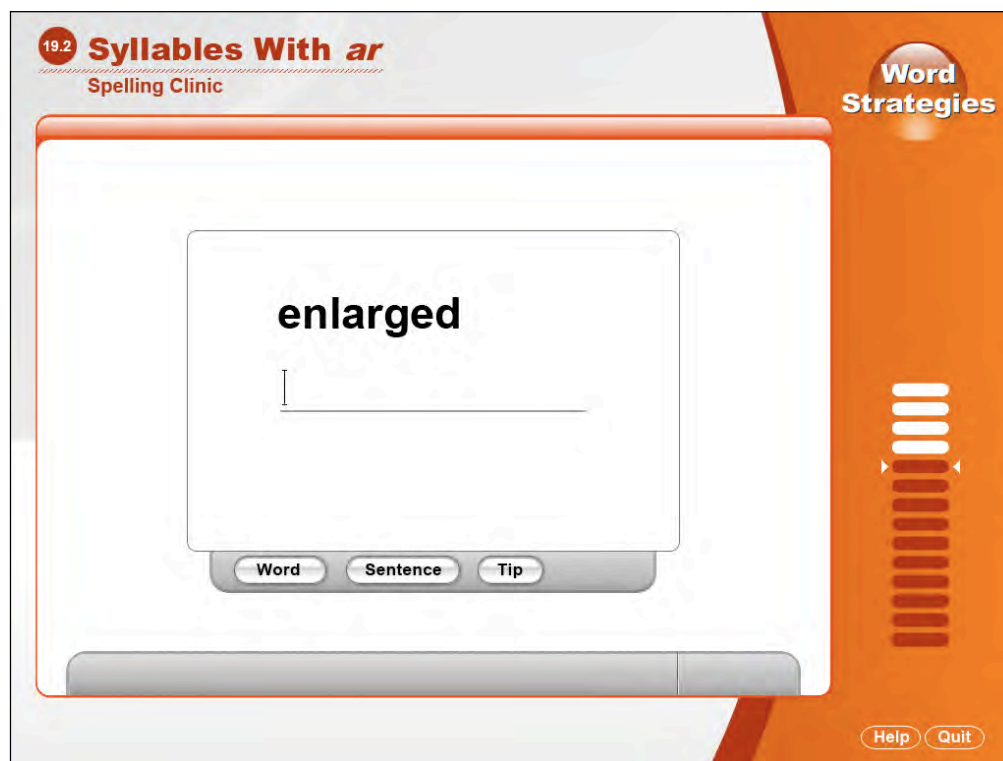 19.2 Syllables With ar
Spelling Clinic
Word
Strategies
enlarged
Word Sentence Tip
Help Quit